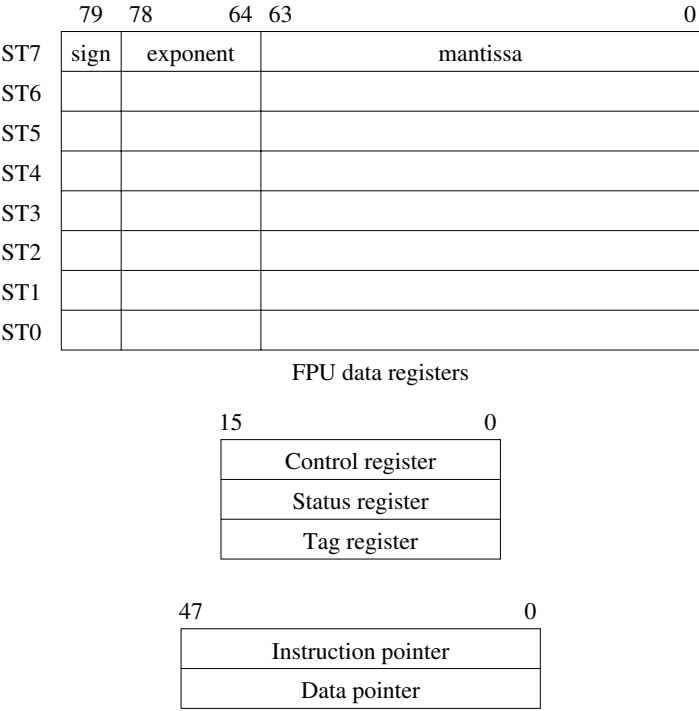 79 78 64 63 0
ST7 sign exponent mantissa
ST6
ST5
ST4
ST3
ST2
ST1
ST0
FPU data registers
15 0
Control register
Status register
Tag register
47 0
Instruction pointer
Data pointer